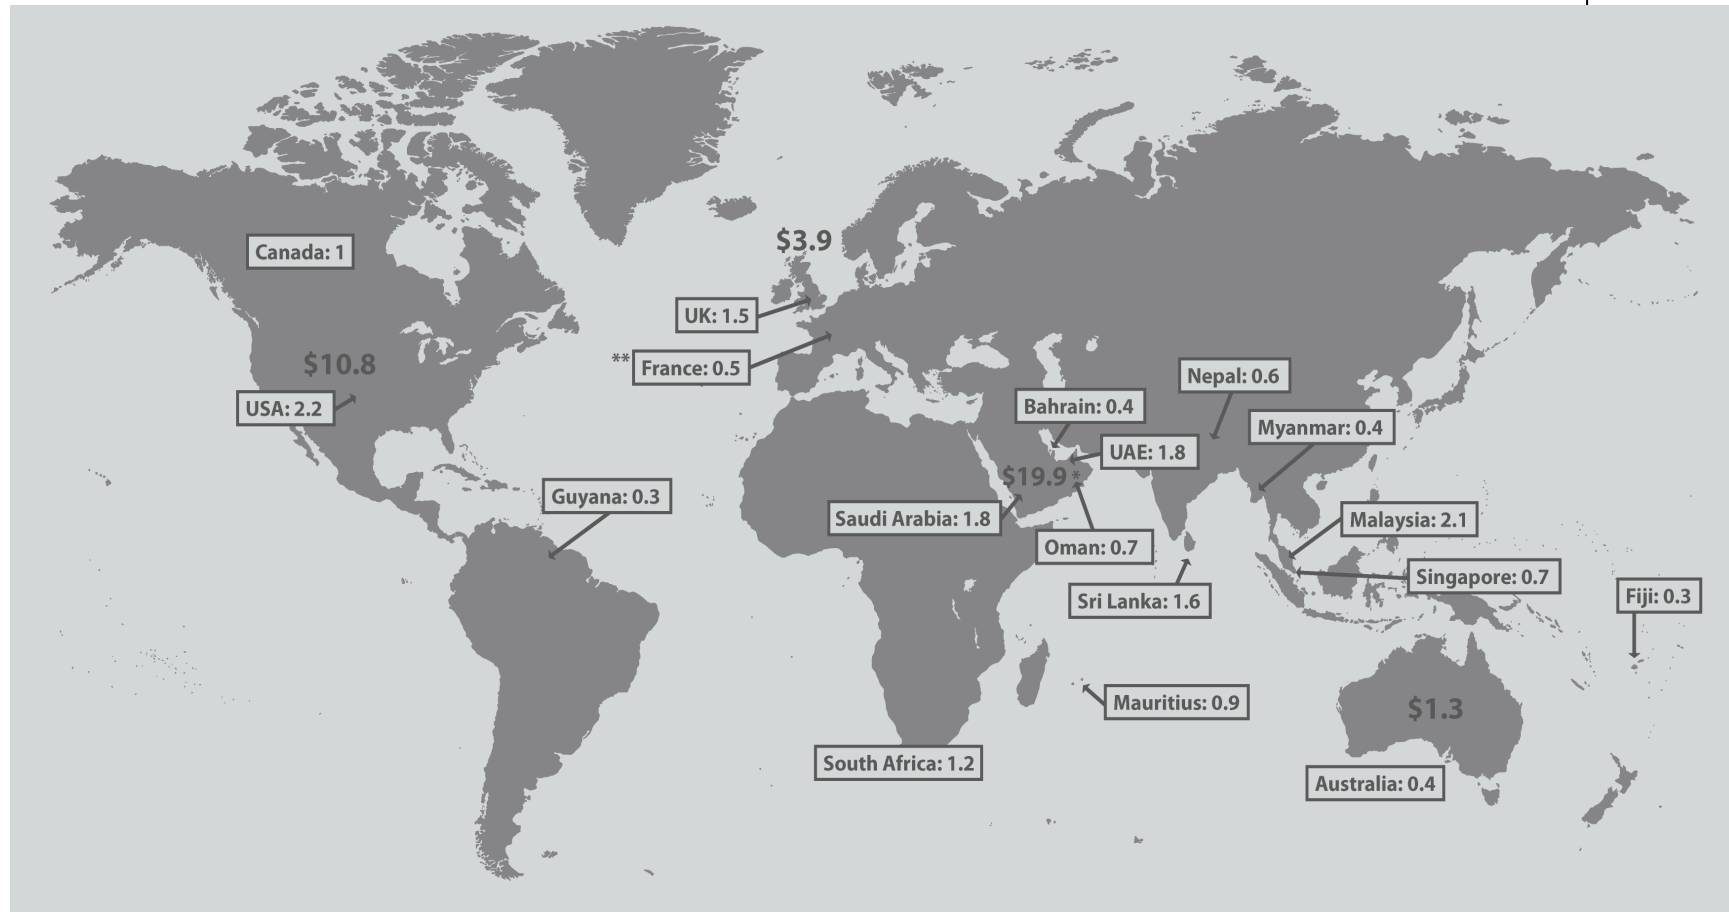 $3.9
Canada: 1
UK: 1.5
** France: 0.5
$10.8
USA: 2.2
Nepal: 0.6
Bahrain: 0.4
Myanmar: 0.4
UAE: 1.8
$19.9 *
Guyana: 0.3
Saudi Arabia: 1.8
Malaysia: 2.1
Oman: 0.7
Singapore: 0.7
Sri Lanka: 1.6
Fiji: 0.3
Mauritius: 0.9
$1.3
South Africa: 1.2
Australia: 0.4